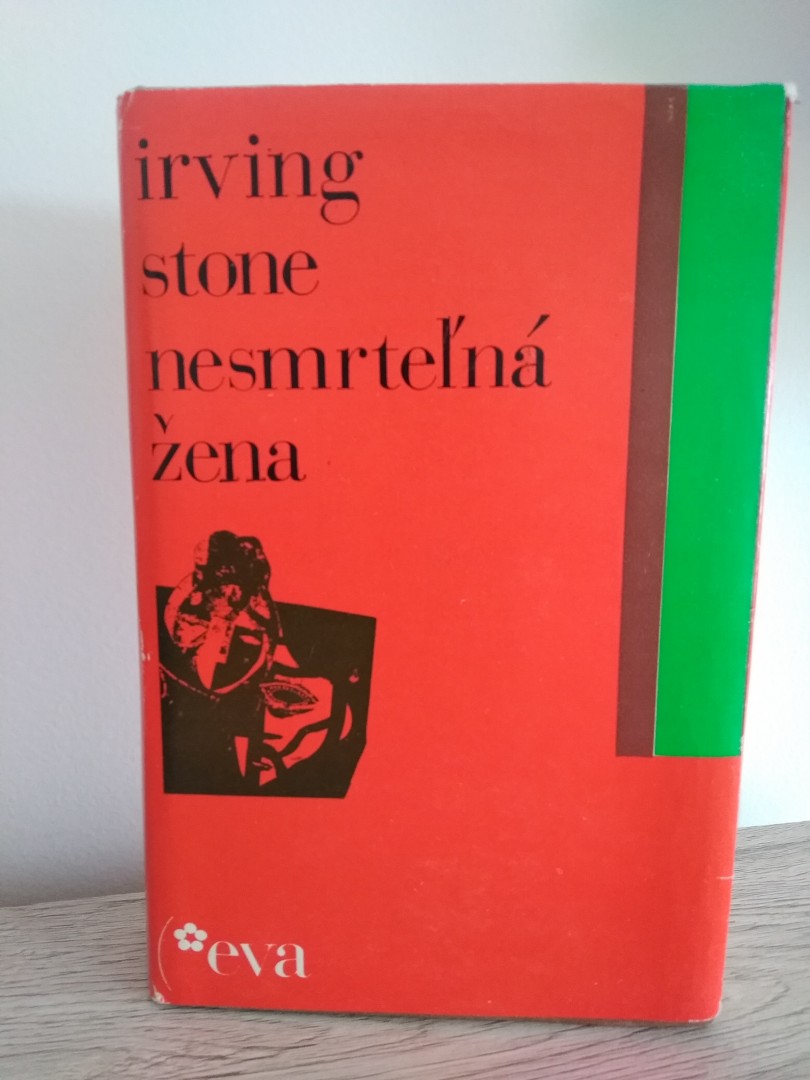 irving
stone
nesmrteľná
žena
eva